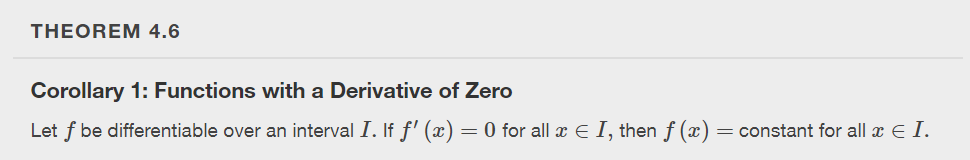 THEOREM 4.6
Corollary 1: Functions with a Derivative of Zero
Let f be differentiable over an interval I. If f′ (x) = 0 for all x ∈ I, then f (x) = constant for all x ∈ I.